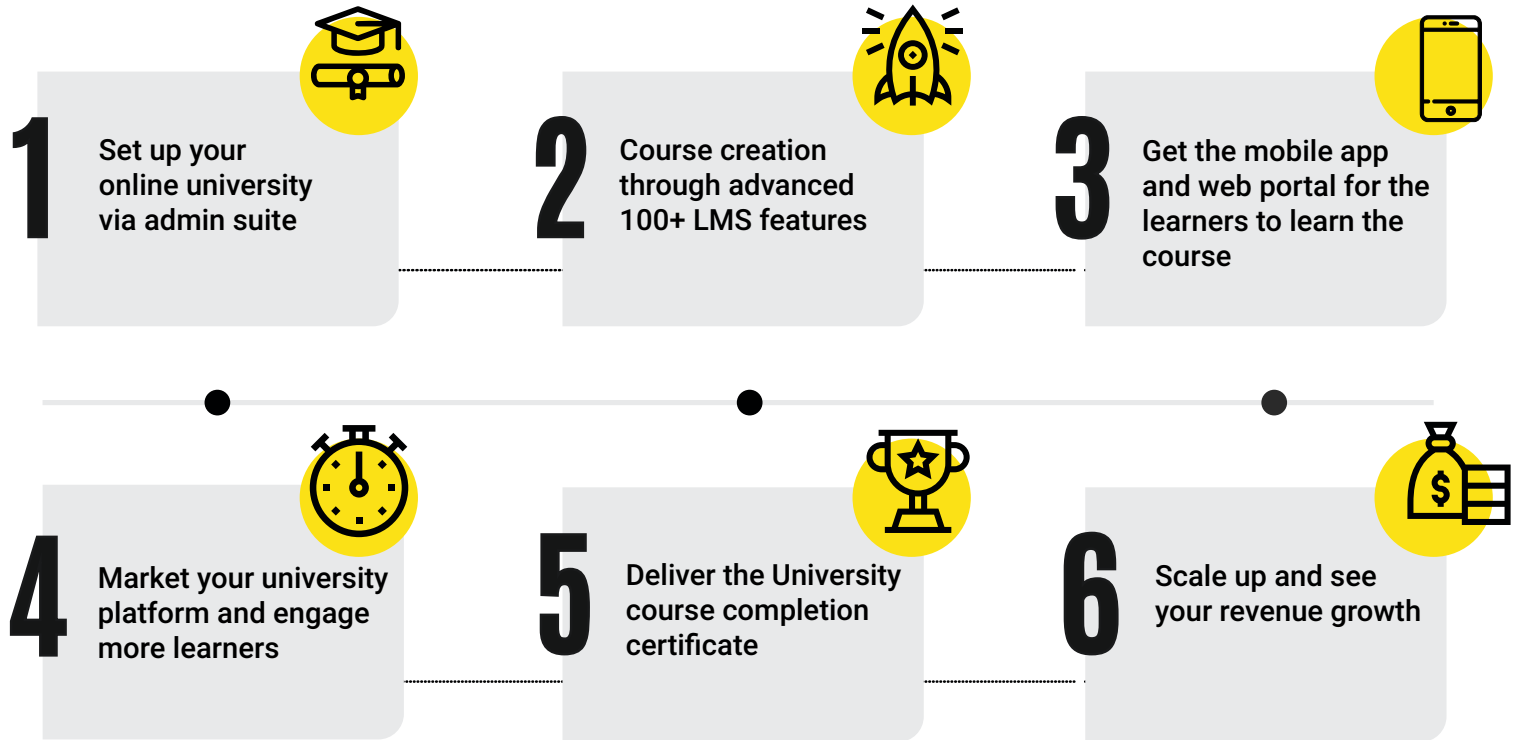 1
Set up your
online university
via admin suite
2
Course creation
through advanced
100+ LMS features
3
Get the mobile app
and web portal for the
learners to learn the
course
4
Market your university
platform and engage
more learners
5
Deliver the University
course completion
certificate
6
Scale up and see
your revenue growth
$